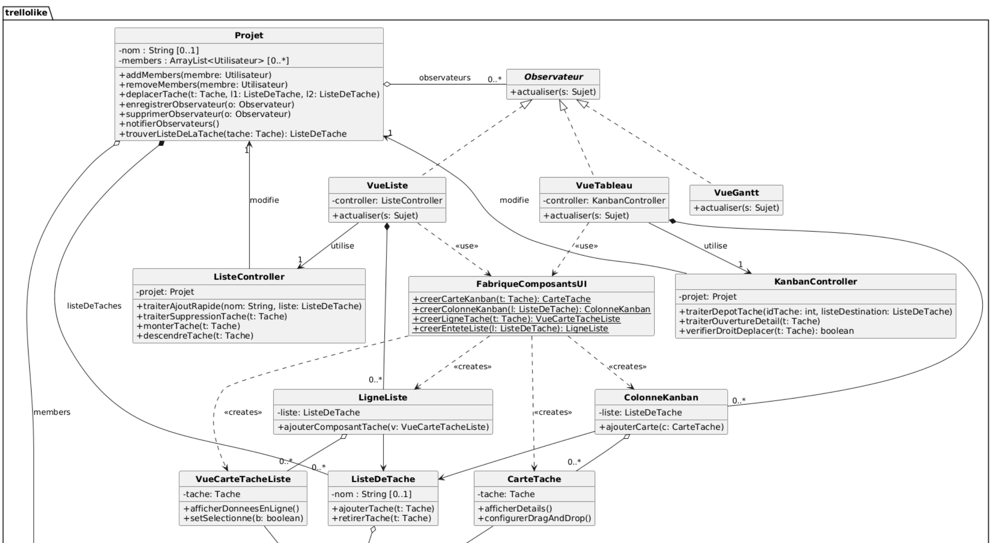 trellolike
Projet
-nom : String [0..1]
-members : ArrayList<Utilisateur> [0..*]
+addMembers(membre: Utilisateur)
+removeMembers(membre: Utilisateur)
+deplacerTache(t: Tache, l1: ListeDeTache, l2: ListeDeTache)
+enregistrerObservateur(o: Observateur)
+supprimerObservateur(o: Observateur)
+notifierObservateurs()
+trouverListeDeLaTache(tache: Tache): ListeDeTache
observateurs
0..*
Observateur
+actualiser(s: Sujet)
1
1
modifie
VueListe
-controller: ListeController
+actualiser(s: Sujet)
modifie
VueTableau
-controller: KanbanController
+actualiser(s: Sujet)
VueGantt
+actualiser(s: Sujet)
utilise
1
«use»
«use»
utilise
1
ListeController
-projet: Projet
+traiterAjoutRapide(nom: String, liste: ListeDeTache)
+traiterSuppressionTache(t: Tache)
+monterTache(t: Tache)
+descendreTache(t: Tache)
listeDeTaches
FabriqueComposantsUI
+creerCarteKanban(t: Tache): CarteTache
+creerColonneKanban(l: ListeDeTache): ColonneKanban
+creerLigneTache(t: Tache): VueCarteTacheListe
+creerEnteteListe(l: ListeDeTache): LigneListe
KanbanController
-projet: Projet
+traiterDepotTache(idTache: int, listeDestination: ListeDeTache)
+traiterOuvertureDetail(t: Tache)
+verifierDroitDeplacer(t: Tache): boolean
«creates»
«creates»
0..*
members
«creates»
LigneListe
-liste: ListeDeTache
+ajouterComposantTache(v: VueCarteTacheListe)
«creates»
ColonneKanban
-liste: ListeDeTache
+ajouterCarte(c: CarteTache)
0..*
0..*
0..*
0..*
VueCarteTacheListe
-tache: Tache
+afficherDonneesEnLigne()
+setSelectionne(b: boolean)
ListeDeTache
-nom : String [0..1]
+ajouterTache(t: Tache)
+retirerTache(t: Tache)
CarteTache
-tache: Tache
+afficherDetails()
+configurerDragAndDrop()